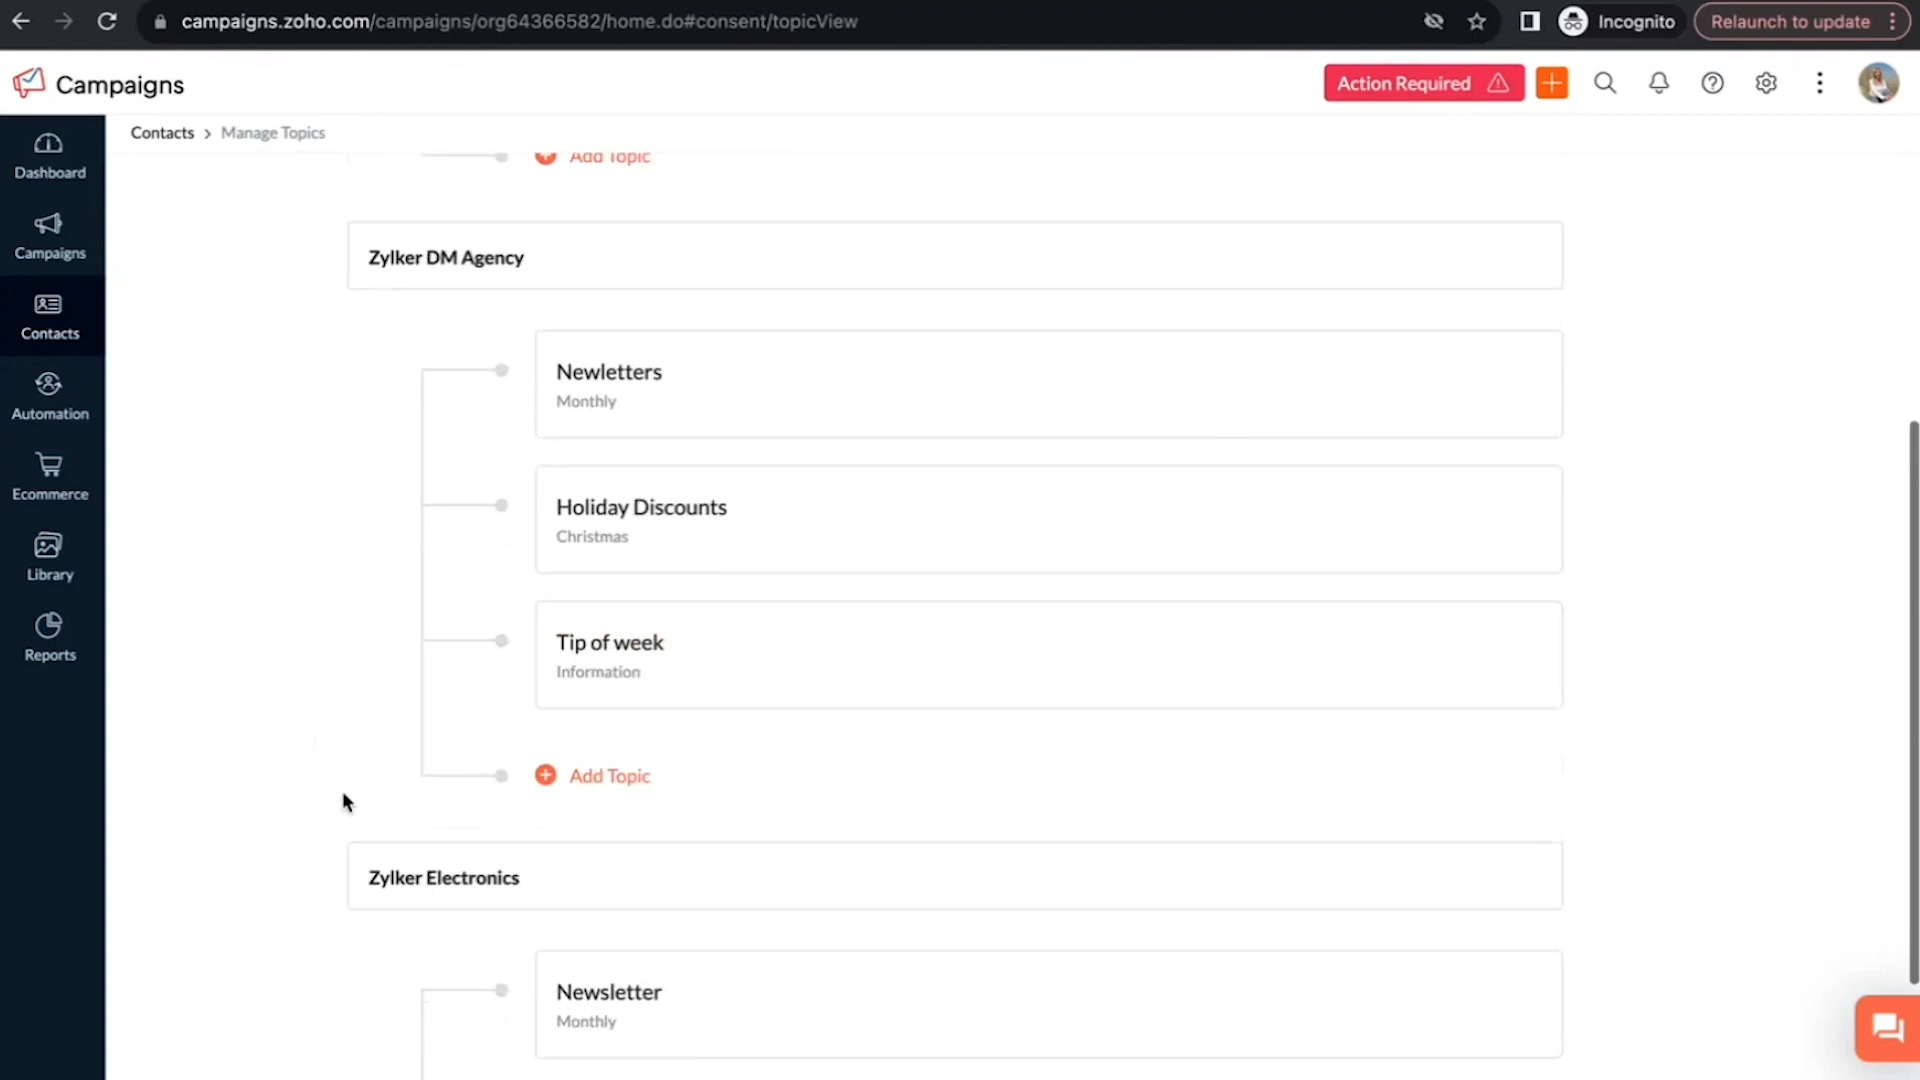 campaigns.zoho.com/campaigns/org64366582/home.do#consent/topicView
Incognito
Relaunch to update
Campaigns
Action Required
Contacts > Manage Topics
Dashboard
Campaigns
Contacts
Automation
Ecommerce
Library
Reports
Add Topic
Zylker DM Agency
Newletters
Monthly
Holiday Discounts
Christmas
Tip of week
Information
Add Topic
Zylker Electronics
Newsletter
Monthly